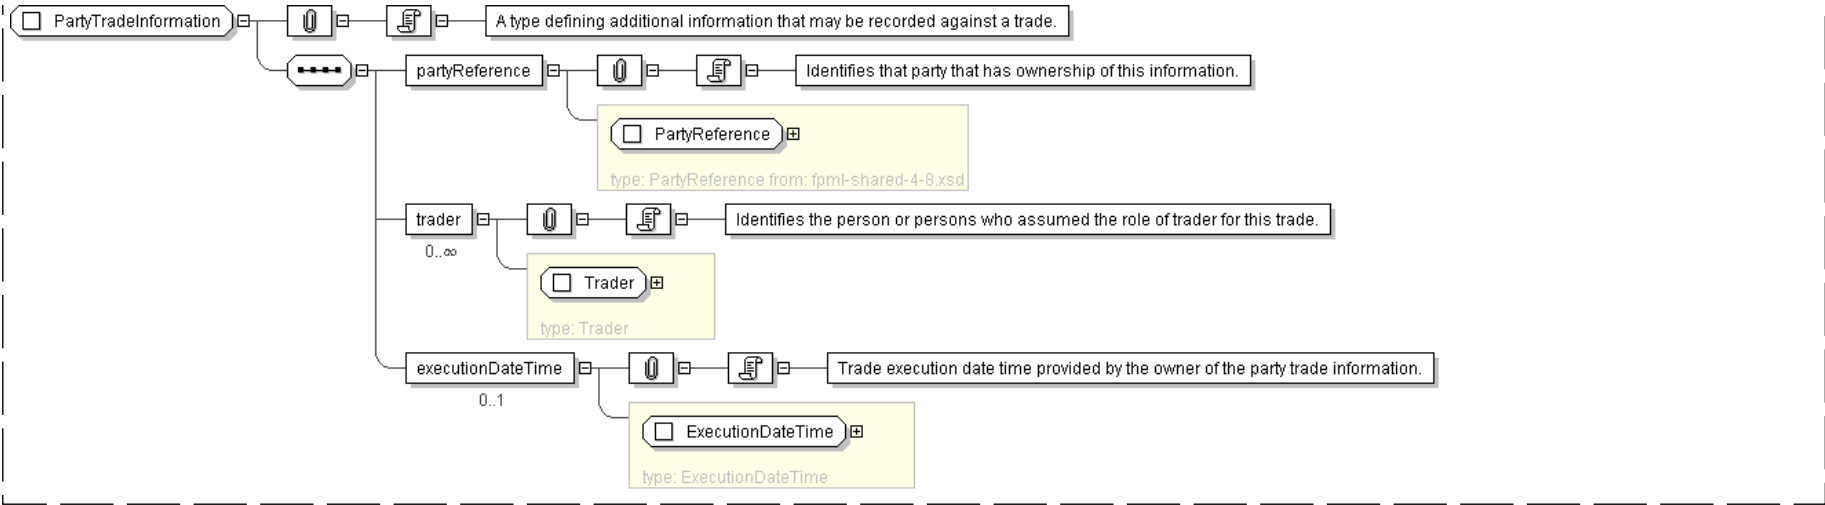 PartyTradeInformation
A type defining additional information that may be recorded against a trade.
partyReference
Identifies that party that has ownership of this information.
PartyReference
type: PartyReference from: fpml-shared-4-8.xsd
trader
Identifies the person or persons who assumed the role of trader for this trade.
0..∞
Trader
type: Trader
executionDateTime
Trade execution date time provided by the owner of the party trade information.
0..1
ExecutionDateTime
type: ExecutionDateTime